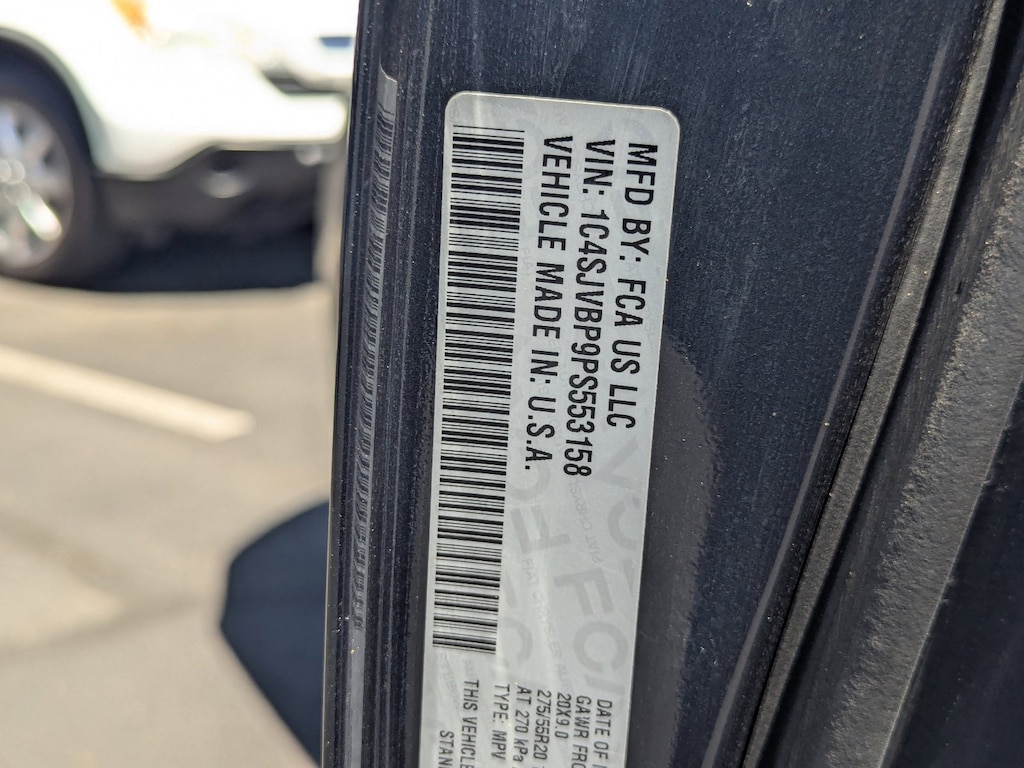 MFD BY: FCA US LLC
VIN: 1C4SJVBP9PS553158
VEHICLE MADE IN: U.S.A.
DATE OF
GAWR FRO
20X9.0
275/55R20
AT 270 kPa
TYPE: MPV
THIS VEHICLE
STAN